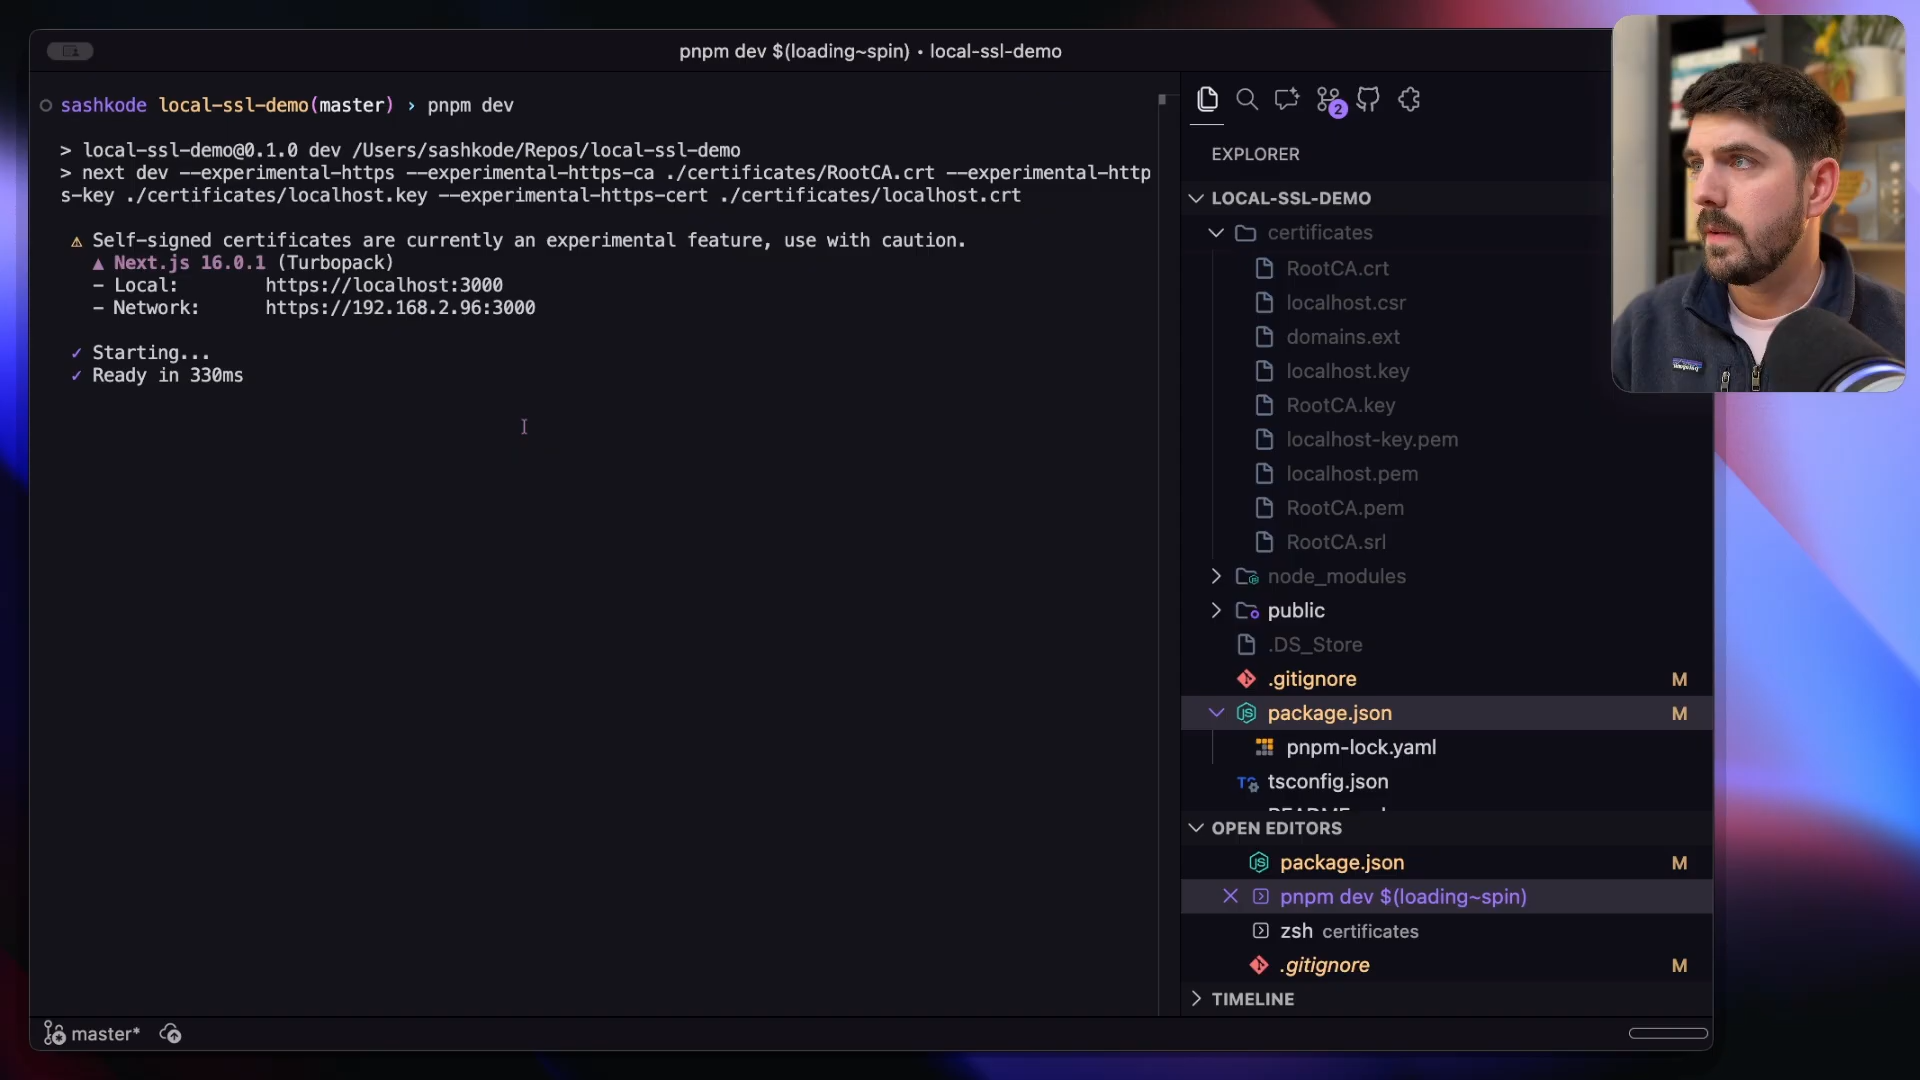 pnpm dev $(loading~spin) • local-ssl-demo
sashkode local-ssl-demo(master) › pnpm dev
> local-ssl-demo@0.1.0 dev /Users/sashkode/Repos/local-ssl-demo
> next dev --experimental-https --experimental-https-ca ./certificates/RootCA.crt --experimental-http
s-key ./certificates/localhost.key --experimental-https-cert ./certificates/localhost.crt
⚠ Self-signed certificates are currently an experimental feature, use with caution.
▲ Next.js 16.0.1 (Turbopack)
- Local: https://localhost:3000
- Network: https://192.168.2.96:3000
✓ Starting...
✓ Ready in 330ms
master*
2
EXPLORER
LOCAL-SSL-DEMO
certificates
RootCA.crt
localhost.csr
domains.ext
localhost.key
RootCA.key
localhost-key.pem
localhost.pem
RootCA.pem
RootCA.srl
node_modules
public
.DS_Store
.gitignore M
package.json M
pnpm-lock.yaml
tsconfig.json
OPEN EDITORS
package.json M
pnpm dev $(loading~spin)
zsh certificates
.gitignore M
TIMELINE